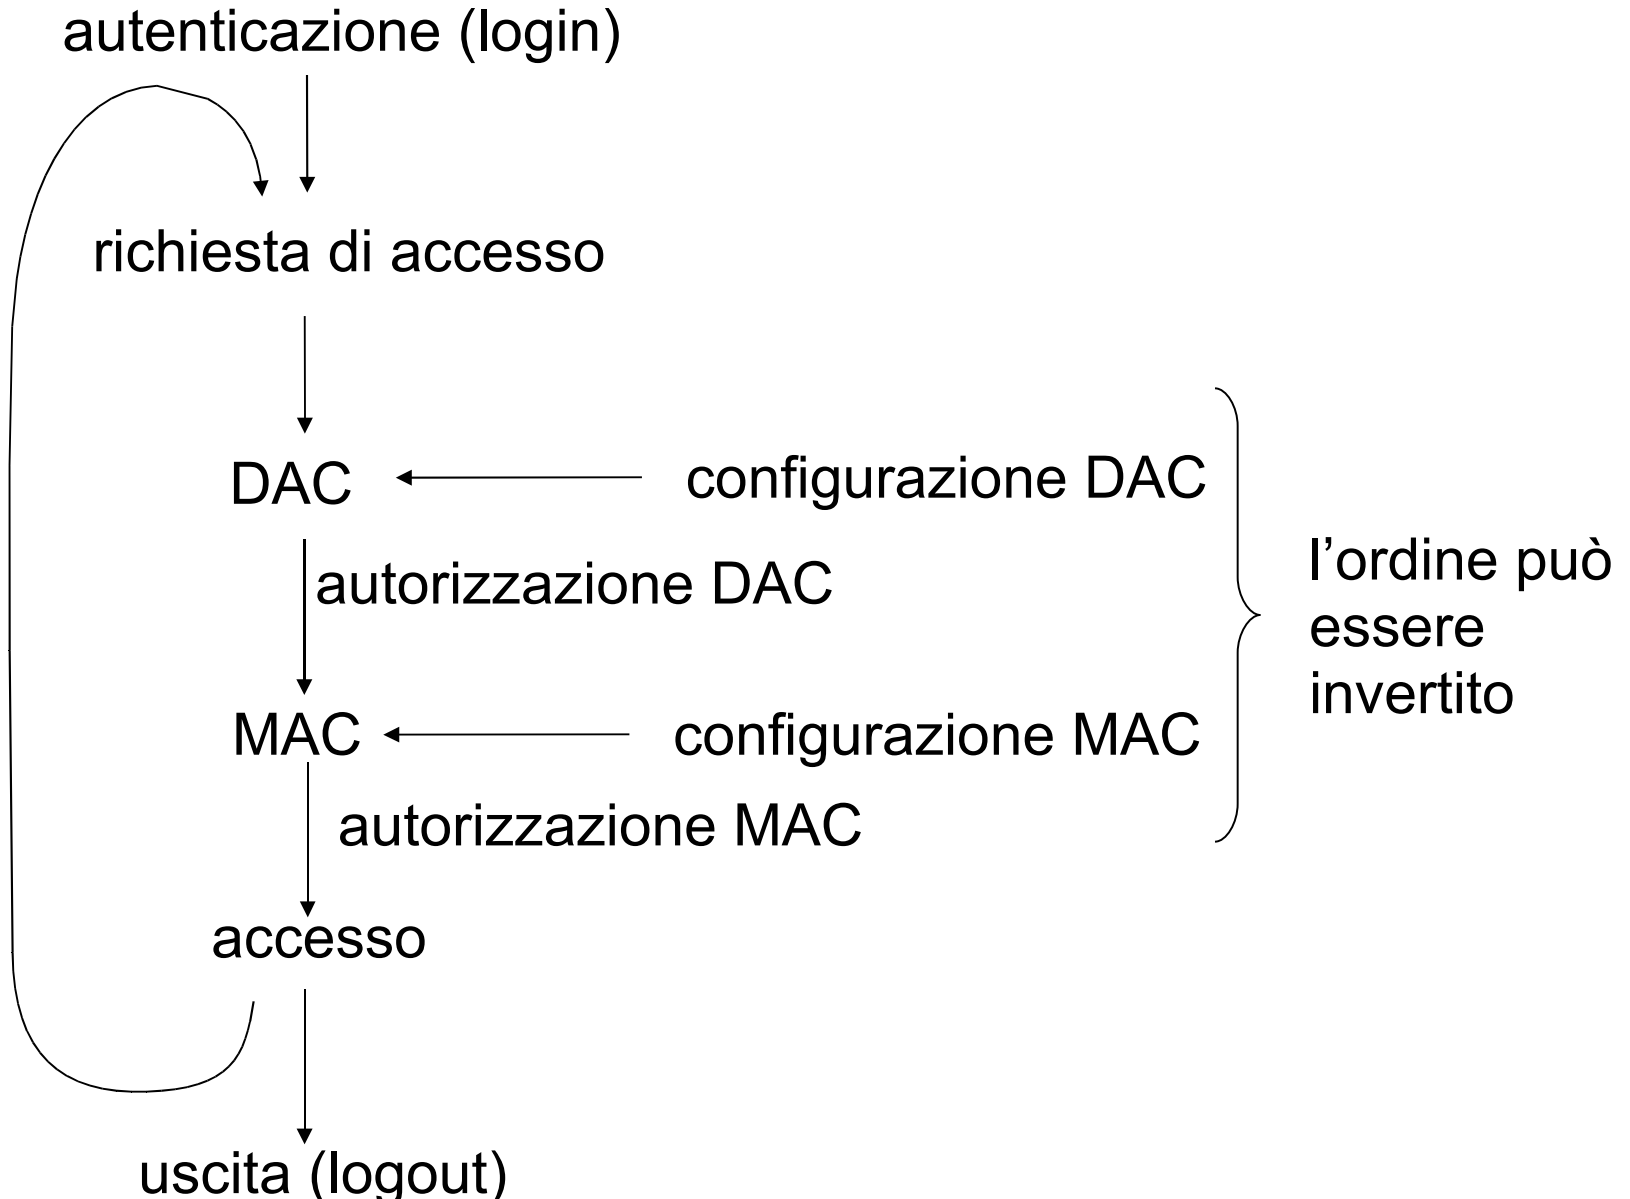 autenticazione (login)
richiesta di accesso
DAC
configurazione DAC
autorizzazione DAC
l’ordine può
essere
invertito
MAC
configurazione MAC
autorizzazione MAC
accesso
uscita (logout)